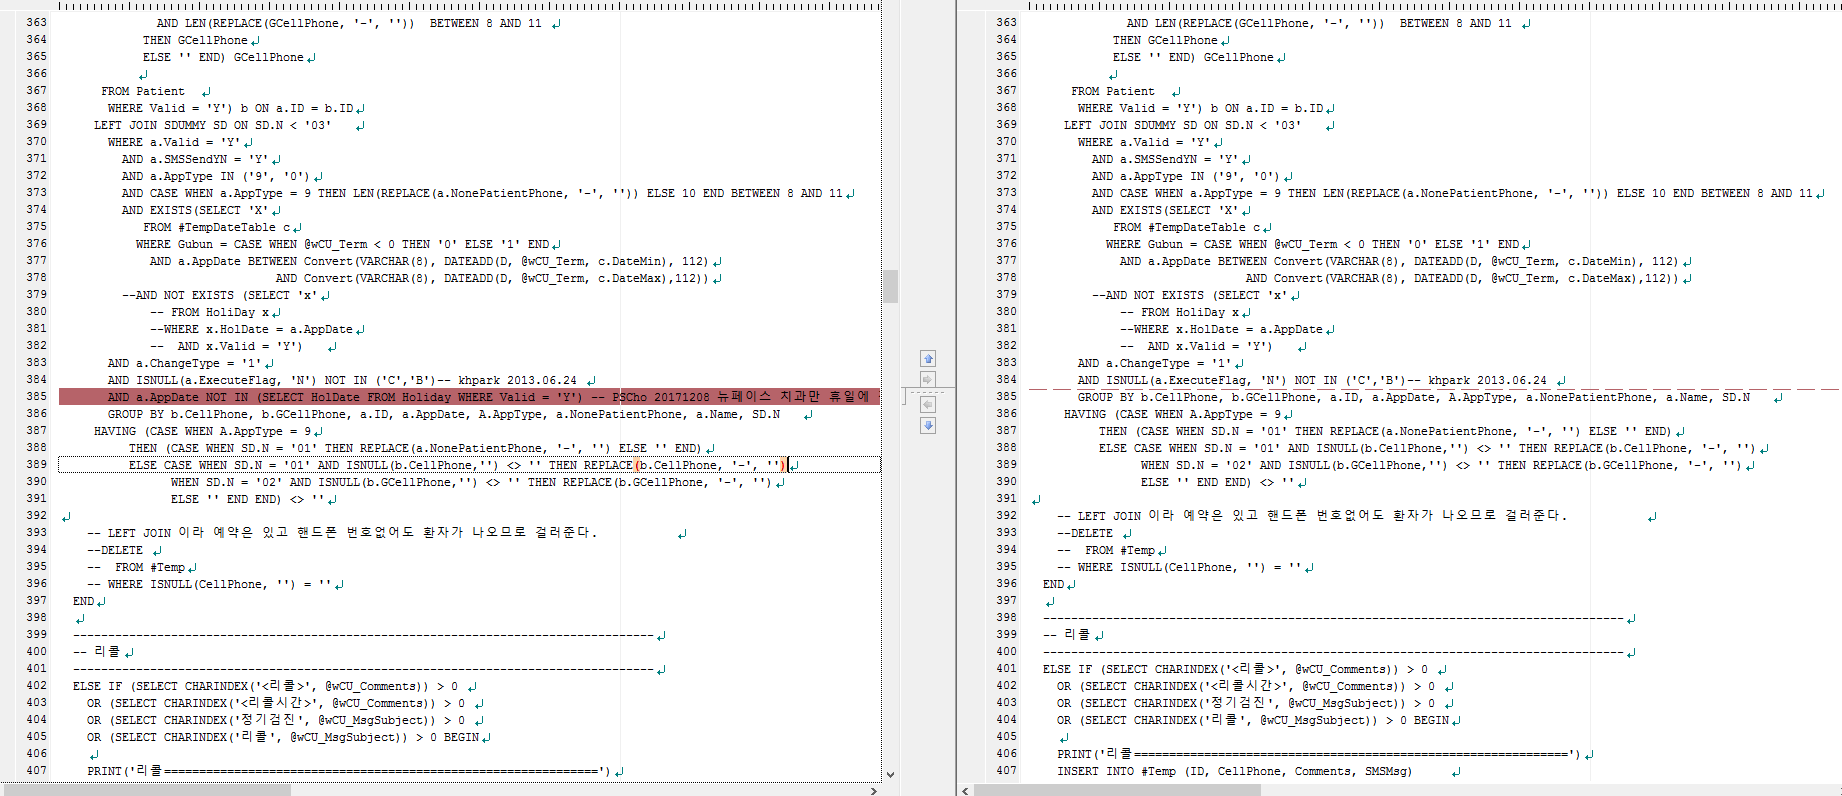 363 AND LEN(REPLACE(GCellPhone, '-', ''))  BETWEEN 8 AND 11
364 THEN GCellPhone
365 ELSE '' END) GCellPhone
366
367 FROM Patient
368 WHERE Valid = 'Y') b ON a.ID = b.ID
369 LEFT JOIN SDUMMY SD ON SD.N < '03'
370 WHERE a.Valid = 'Y'
371 AND a.SMSSendYN = 'Y'
372 AND a.AppType IN ('9', '0')
373 AND CASE WHEN a.AppType = 9 THEN LEN(REPLACE(a.NonePatientPhone, '-', '')) ELSE 10 END BETWEEN 8 AND 11
374 AND EXISTS(SELECT 'X'
375 FROM #TempDateTable c
376 WHERE Gubun = CASE WHEN @wCU_Term < 0 THEN '0' ELSE '1' END
377 AND a.AppDate BETWEEN Convert(VARCHAR(8), DATEADD(D, @wCU_Term, c.DateMin), 112)
378 AND Convert(VARCHAR(8), DATEADD(D, @wCU_Term, c.DateMax),112))
379 --AND NOT EXISTS (SELECT 'x'
380 -- FROM HoliDay x
381 --WHERE x.HolDate = a.AppDate
382 --  AND x.Valid = 'Y')
383 AND a.ChangeType = '1'
384 AND ISNULL(a.ExecuteFlag, 'N') NOT IN ('C','B')-- khpark 2013.06.24
385 AND a.AppDate NOT IN (SELECT HolDate FROM Holiday WHERE Valid = 'Y') -- PSCho 20171208 뉴페이스 치과만 휴일에
386 GROUP BY b.CellPhone, b.GCellPhone, a.ID, a.AppDate, A.AppType, a.NonePatientPhone, a.Name, SD.N
387 HAVING (CASE WHEN A.AppType = 9
388 THEN (CASE WHEN SD.N = '01' THEN REPLACE(a.NonePatientPhone, '-', '') ELSE '' END)
389 ELSE CASE WHEN SD.N = '01' AND ISNULL(b.CellPhone,'') <> '' THEN REPLACE(b.CellPhone, '-', '')
390 WHEN SD.N = '02' AND ISNULL(b.GCellPhone,'') <> '' THEN REPLACE(b.GCellPhone, '-', '')
391 ELSE '' END END) <> ''
392
393 -- LEFT JOIN 이라 예약은 있고 핸드폰 번호없어도 환자가 나오므로 걸러준다.
394 --DELETE
395 --  FROM #Temp
396 -- WHERE ISNULL(CellPhone, '') = ''
397 END
398
399 -----------------------------------------------------------------------------------
400 -- 리콜
401 -----------------------------------------------------------------------------------
402 ELSE IF (SELECT CHARINDEX('<리콜>', @wCU_Comments)) > 0
403 OR (SELECT CHARINDEX('<리콜시간>', @wCU_Comments)) > 0
404 OR (SELECT CHARINDEX('정기검진', @wCU_MsgSubject)) > 0
405 OR (SELECT CHARINDEX('리콜', @wCU_MsgSubject)) > 0 BEGIN
406
407 PRINT('리콜==============================================================')
363 AND LEN(REPLACE(GCellPhone, '-', ''))  BETWEEN 8 AND 11
364 THEN GCellPhone
365 ELSE '' END) GCellPhone
366
367 FROM Patient
368 WHERE Valid = 'Y') b ON a.ID = b.ID
369 LEFT JOIN SDUMMY SD ON SD.N < '03'
370 WHERE a.Valid = 'Y'
371 AND a.SMSSendYN = 'Y'
372 AND a.AppType IN ('9', '0')
373 AND CASE WHEN a.AppType = 9 THEN LEN(REPLACE(a.NonePatientPhone, '-', '')) ELSE 10 END BETWEEN 8 AND 11
374 AND EXISTS(SELECT 'X'
375 FROM #TempDateTable c
376 WHERE Gubun = CASE WHEN @wCU_Term < 0 THEN '0' ELSE '1' END
377 AND a.AppDate BETWEEN Convert(VARCHAR(8), DATEADD(D, @wCU_Term, c.DateMin), 112)
378 AND Convert(VARCHAR(8), DATEADD(D, @wCU_Term, c.DateMax),112))
379 --AND NOT EXISTS (SELECT 'x'
380 -- FROM HoliDay x
381 --WHERE x.HolDate = a.AppDate
382 --  AND x.Valid = 'Y')
383 AND a.ChangeType = '1'
384 AND ISNULL(a.ExecuteFlag, 'N') NOT IN ('C','B')-- khpark 2013.06.24
385 GROUP BY b.CellPhone, b.GCellPhone, a.ID, a.AppDate, A.AppType, a.NonePatientPhone, a.Name, SD.N
386 HAVING (CASE WHEN A.AppType = 9
387 THEN (CASE WHEN SD.N = '01' THEN REPLACE(a.NonePatientPhone, '-', '') ELSE '' END)
388 ELSE CASE WHEN SD.N = '01' AND ISNULL(b.CellPhone,'') <> '' THEN REPLACE(b.CellPhone, '-', '')
389 WHEN SD.N = '02' AND ISNULL(b.GCellPhone,'') <> '' THEN REPLACE(b.GCellPhone, '-', '')
390 ELSE '' END END) <> ''
391
392 -- LEFT JOIN 이라 예약은 있고 핸드폰 번호없어도 환자가 나오므로 걸러준다.
393 --DELETE
394 --  FROM #Temp
395 -- WHERE ISNULL(CellPhone, '') = ''
396 END
397
398 -----------------------------------------------------------------------------------
399 -- 리콜
400 -----------------------------------------------------------------------------------
401 ELSE IF (SELECT CHARINDEX('<리콜>', @wCU_Comments)) > 0
402 OR (SELECT CHARINDEX('<리콜시간>', @wCU_Comments)) > 0
403 OR (SELECT CHARINDEX('정기검진', @wCU_MsgSubject)) > 0
404 OR (SELECT CHARINDEX('리콜', @wCU_MsgSubject)) > 0 BEGIN
405
406 PRINT('리콜==============================================================')
407 INSERT INTO #Temp (ID, CellPhone, Comments, SMSMsg)